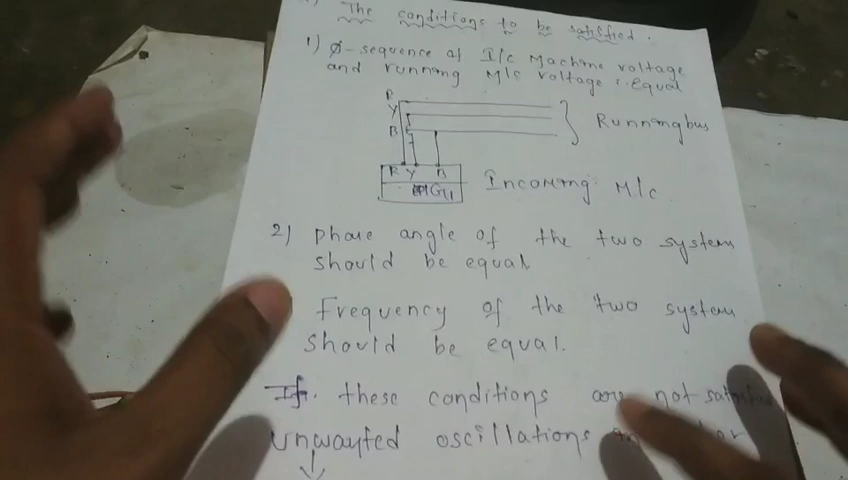 The conditions to be satisfied.
1) Ø-sequence of I/c Machine voltage
and running M/c voltage : Equal
R
Y
B
Running bus
R Y B
G1
Incoming M/c
2) phase angle of the two system
should be equal
Frequency of the two system
should be equal.
If. these conditions are not
unwanted oscillations